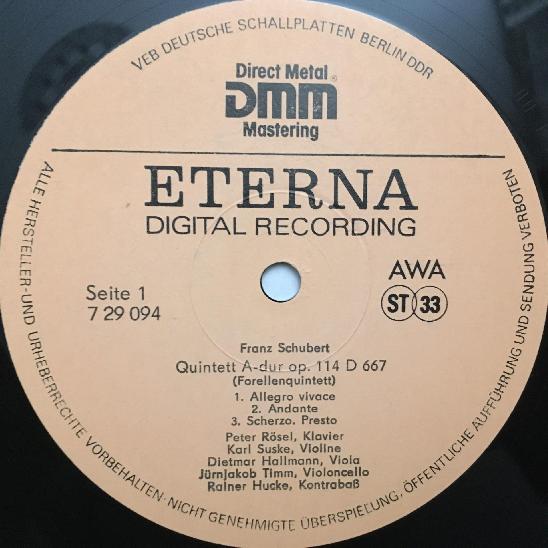 VEB DEUTSCHE SCHALLPLATTEN BERLIN DDR
Direct Metal
DMM®
Mastering
ETERNA
DIGITAL RECORDING
Seite 1
7 29 094
AWA
ST 33
Franz Schubert
Quintett A-dur op. 114 D 667
(Forellenquintett)
1. Allegro vivace
2. Andante
3. Scherzo. Presto
Peter Rösel, Klavier
Karl Suske, Violine
Dietmar Hallmann, Viola
Jürnjakob Timm, Violoncello
Rainer Hucke, Kontrabaß
ALLE HERSTELLER-UND URHEBERRECHTE VORBEHALTEN·NICHT GENEHMIGTE ÜBERSPIELUNG, ÖFFENTLICHE AUFFÜHRUNG UND SENDUNG VERBOTEN